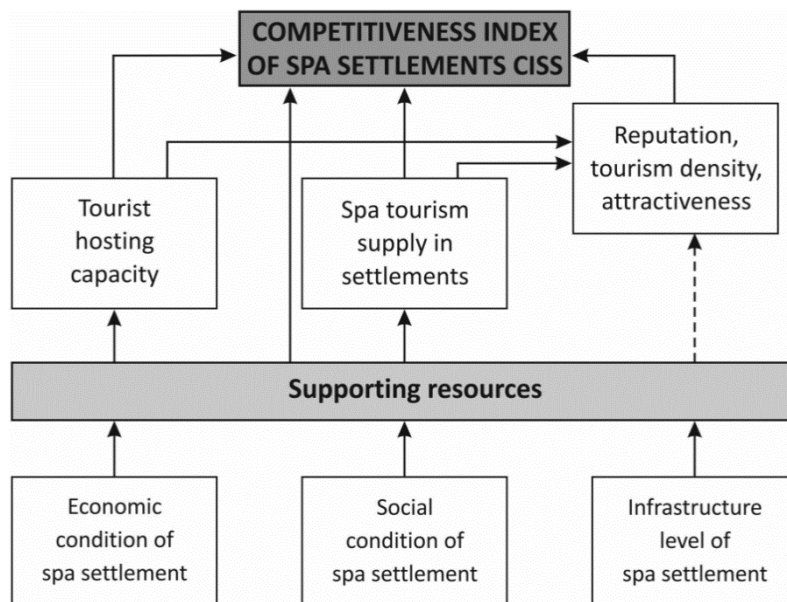 COMPETITIVENESS INDEX
OF SPA SETTLEMENTS CISS
Reputation,
tourism density,
attractiveness
Tourist
hosting
capacity
Spa tourism
supply in
settlements
Supporting resources
Economic
condition of
spa settlement
Social
condition of
spa settlement
Infrastructure
level of
spa settlement